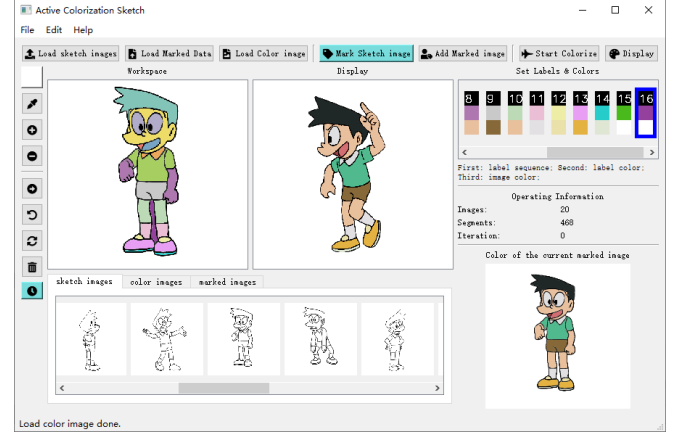 Active Colorization Sketch
File Edit Help
Load sketch images Load Marked Data Load Color image Mark Sketch image Add Marked image Start Colorize Display
Workspace Display Set Labels & Colors
8 9 10 11 12 13 14 15 16
First: label sequence; Second: label color;
Third: image color;
Operating Information
Images: 20
Segments: 468
Iteration: 0
Color of the current marked image
sketch images color images marked images
Load color image done.